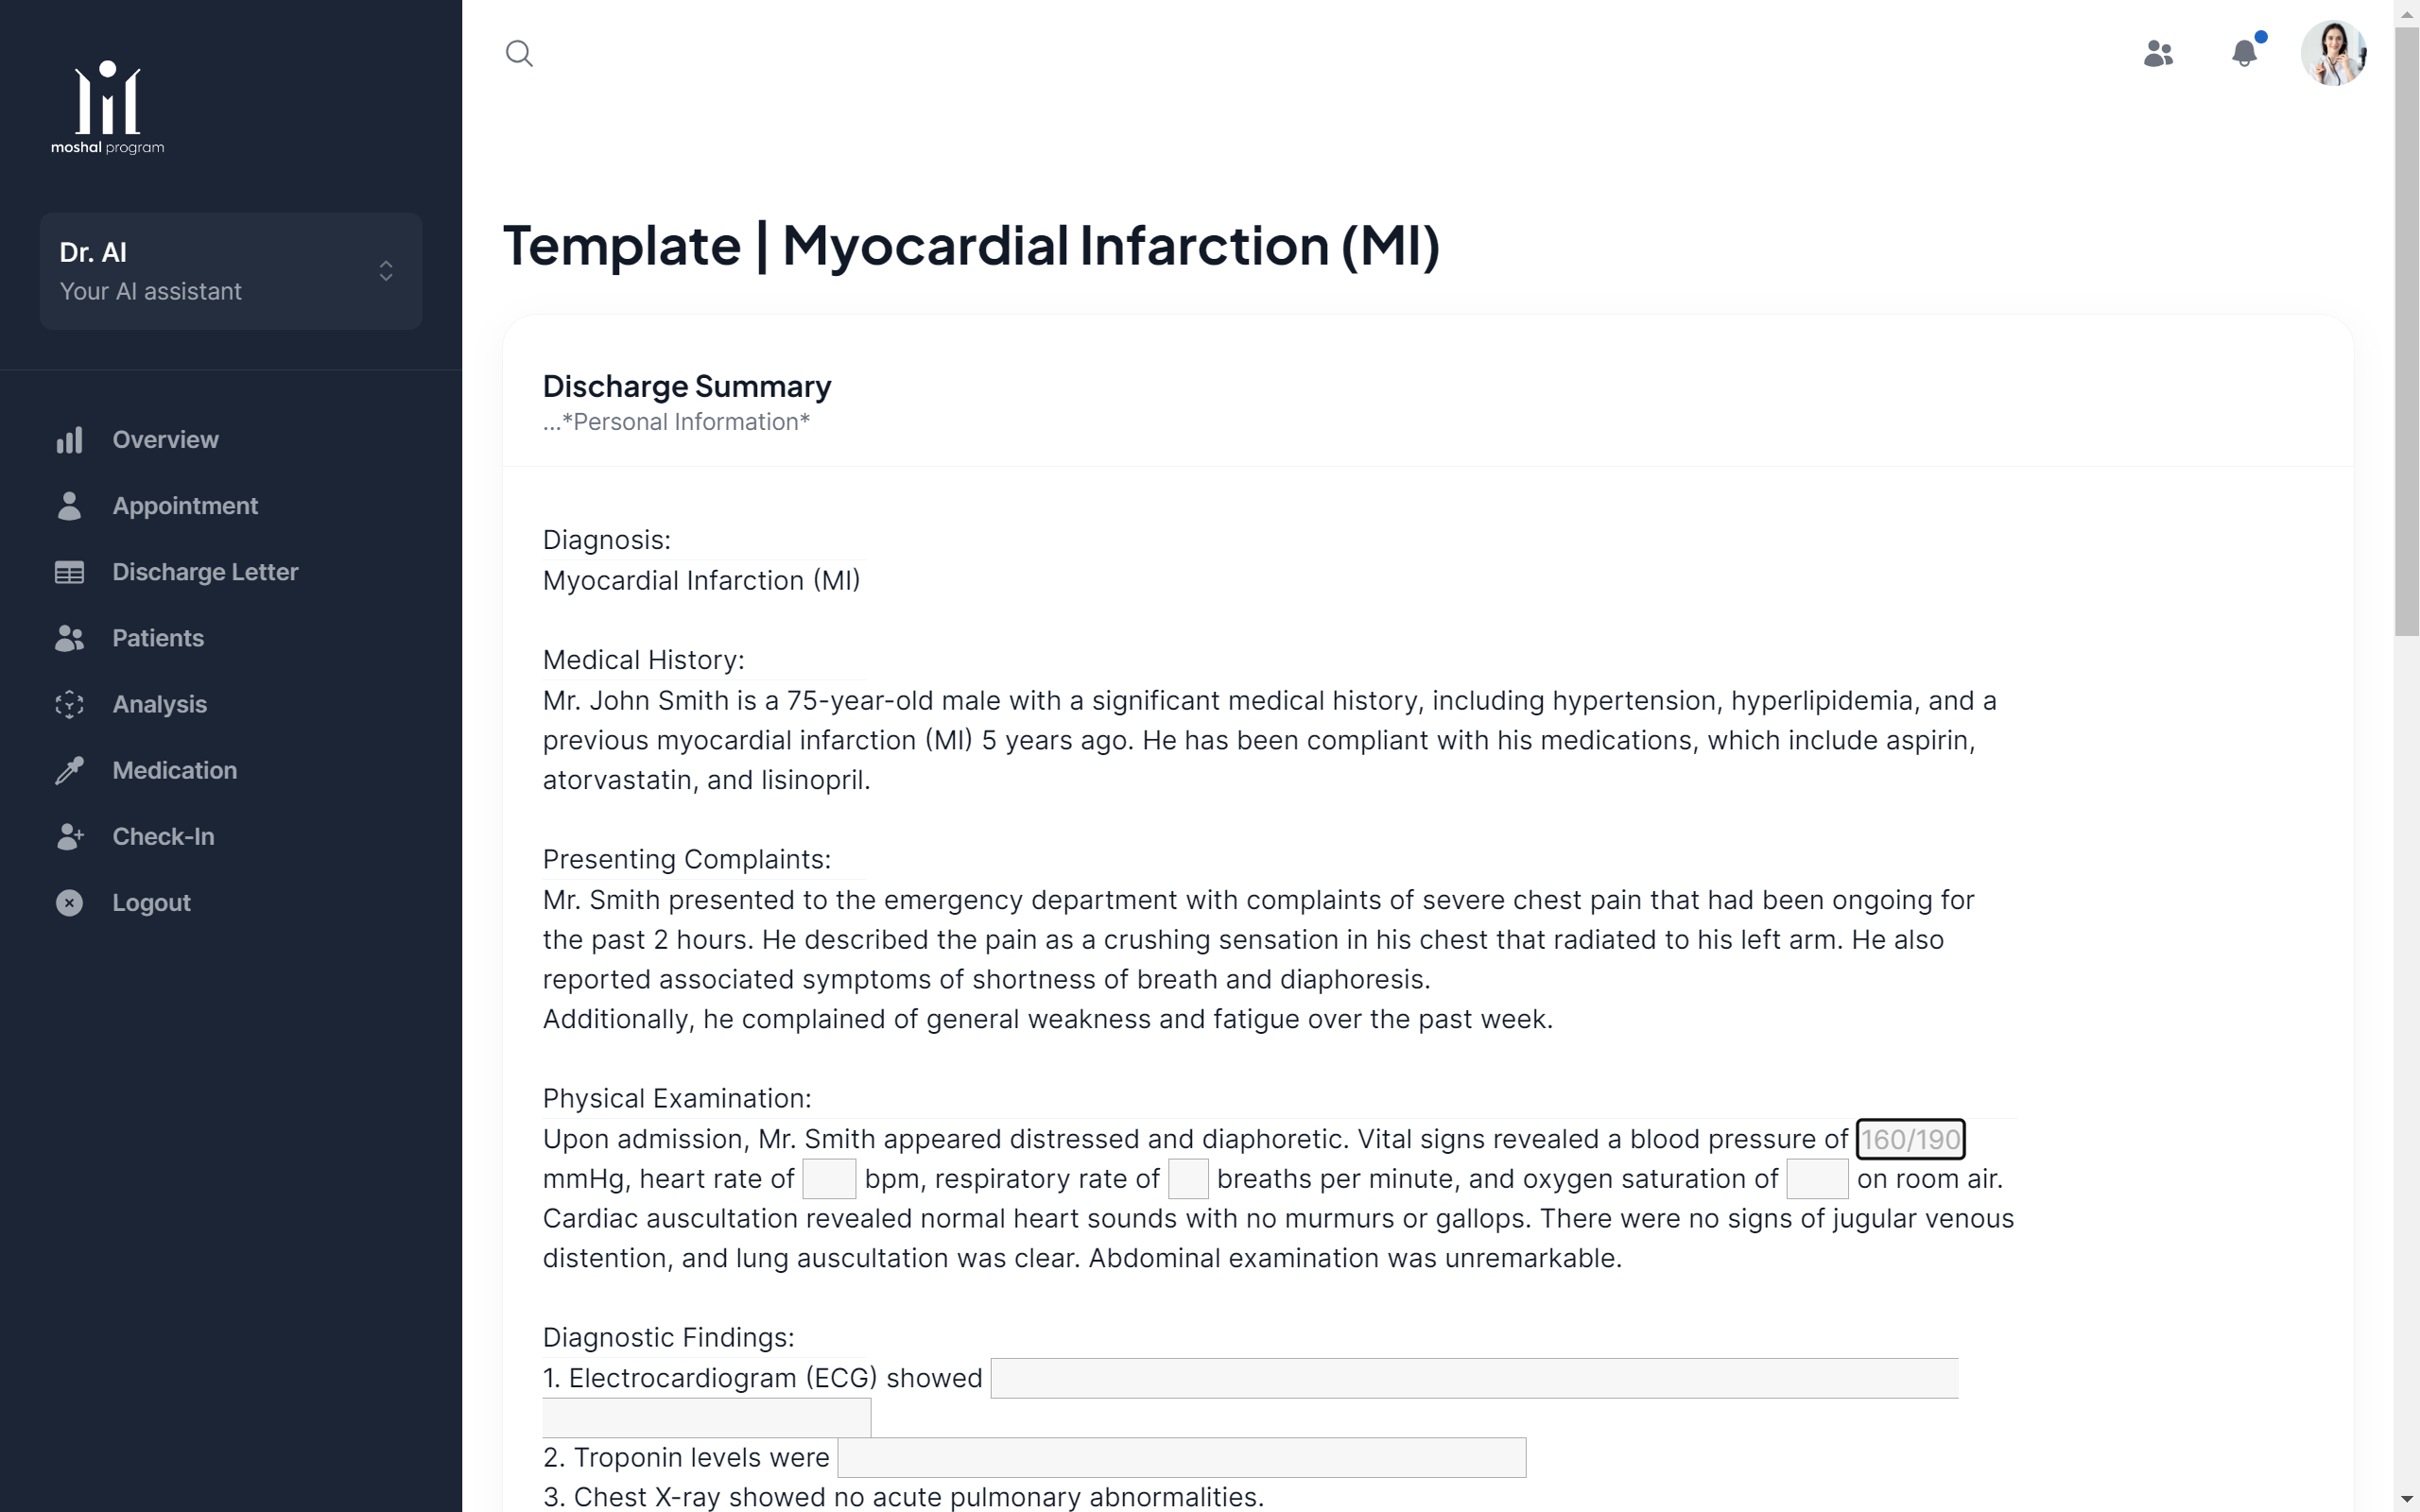 moshal program
Dr. AI
Your AI assistant
Overview
Appointment
Discharge Letter
Patients
Analysis
Medication
Check-In
Logout
Template | Myocardial Infarction (MI)
Discharge Summary
...*Personal Information*
Diagnosis:
Myocardial Infarction (MI)
Medical History:
Mr. John Smith is a 75-year-old male with a significant medical history, including hypertension, hyperlipidemia, and a
previous myocardial infarction (MI) 5 years ago. He has been compliant with his medications, which include aspirin,
atorvastatin, and lisinopril.
Presenting Complaints:
Mr. Smith presented to the emergency department with complaints of severe chest pain that had been ongoing for
the past 2 hours. He described the pain as a crushing sensation in his chest that radiated to his left arm. He also
reported associated symptoms of shortness of breath and diaphoresis.
Additionally, he complained of general weakness and fatigue over the past week.
Physical Examination:
Upon admission, Mr. Smith appeared distressed and diaphoretic. Vital signs revealed a blood pressure of 160/190
mmHg, heart rate of bpm, respiratory rate of breaths per minute, and oxygen saturation of on room air.
Cardiac auscultation revealed normal heart sounds with no murmurs or gallops. There were no signs of jugular venous
distention, and lung auscultation was clear. Abdominal examination was unremarkable.
Diagnostic Findings:
1. Electrocardiogram (ECG) showed
2. Troponin levels were
3. Chest X-ray showed no acute pulmonary abnormalities.